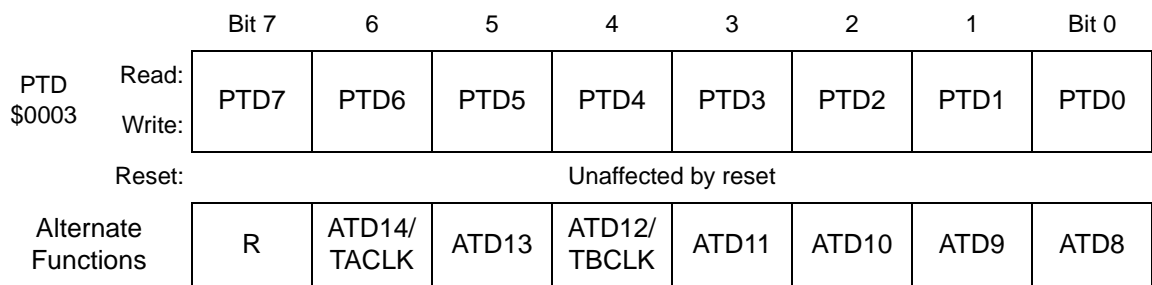 Bit 7 6 5 4 3 2 1 Bit 0
PTD $0003 Read: Write: PTD7 PTD6 PTD5 PTD4 PTD3 PTD2 PTD1 PTD0
Reset: Unaffected by reset
Alternate Functions R ATD14/TACLK ATD13 ATD12/TBCLK ATD11 ATD10 ATD9 ATD8